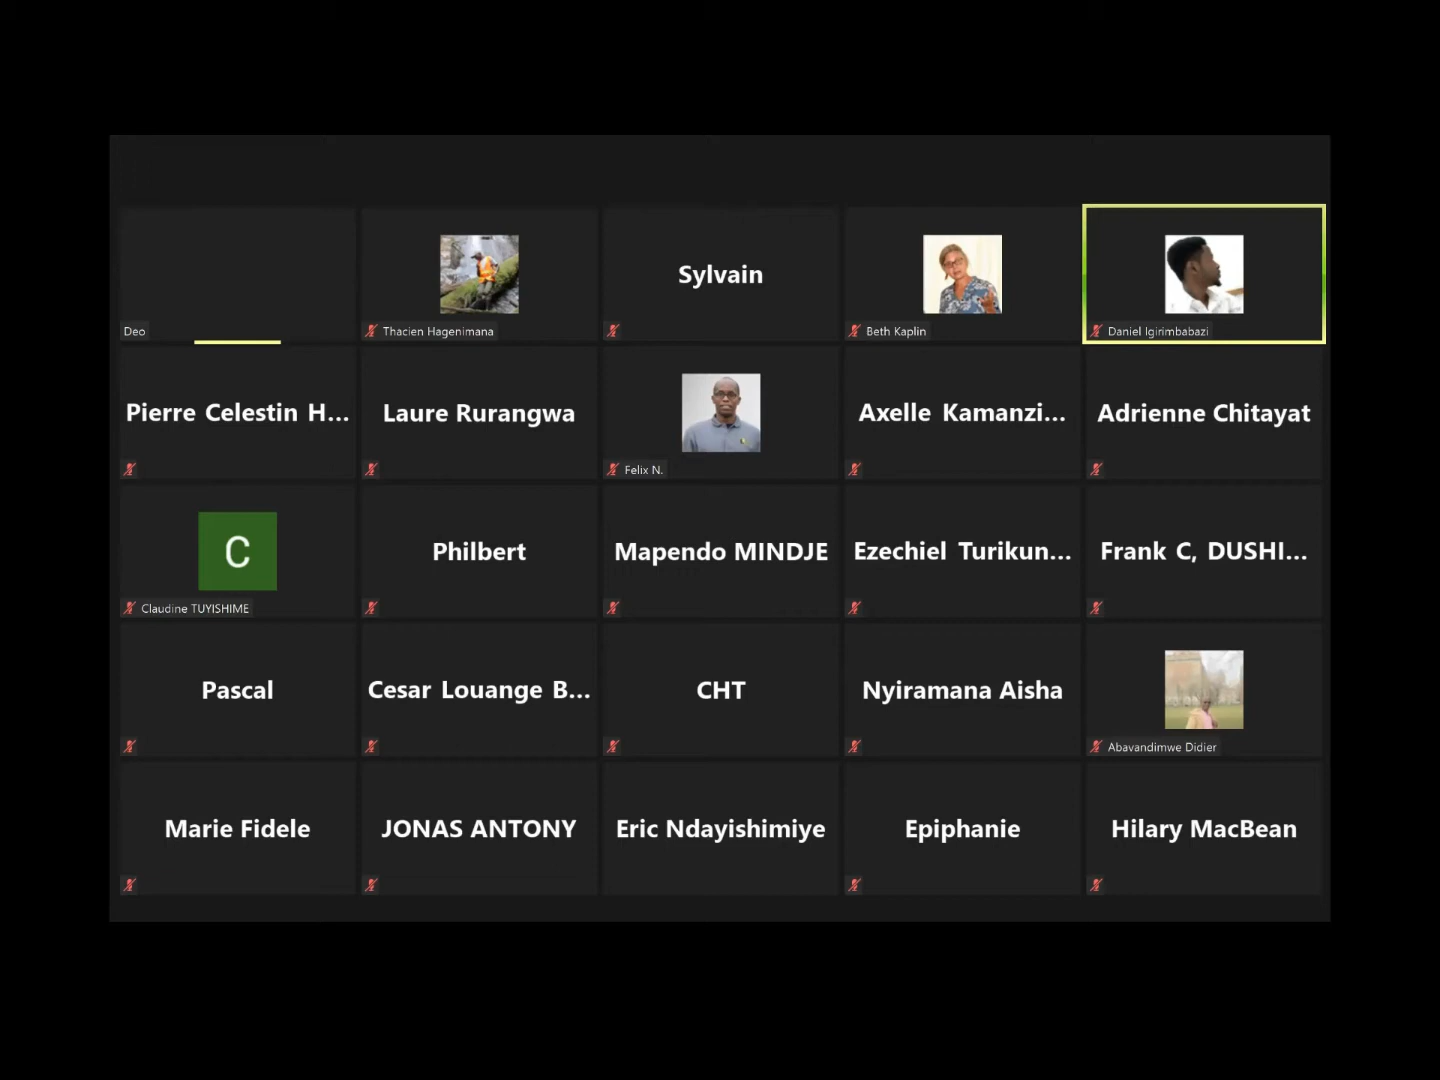 Sylvain
Deo
Thacien Hagenimana
Beth Kaplin
Daniel Igirimbabazi
Pierre Celestin H...
Laure Rurangwa
Axelle Kamanzi...
Adrienne Chitayat
Felix N.
C
Philbert
Mapendo MINDJE
Ezechiel Turikun...
Frank C, DUSHI...
Claudine TUYISHIME
Pascal
Cesar Louange B...
CHT
Nyiramana Aisha
Abavandimwe Didier
Marie Fidele
JONAS ANTONY
Eric Ndayishimiye
Epiphanie
Hilary MacBean